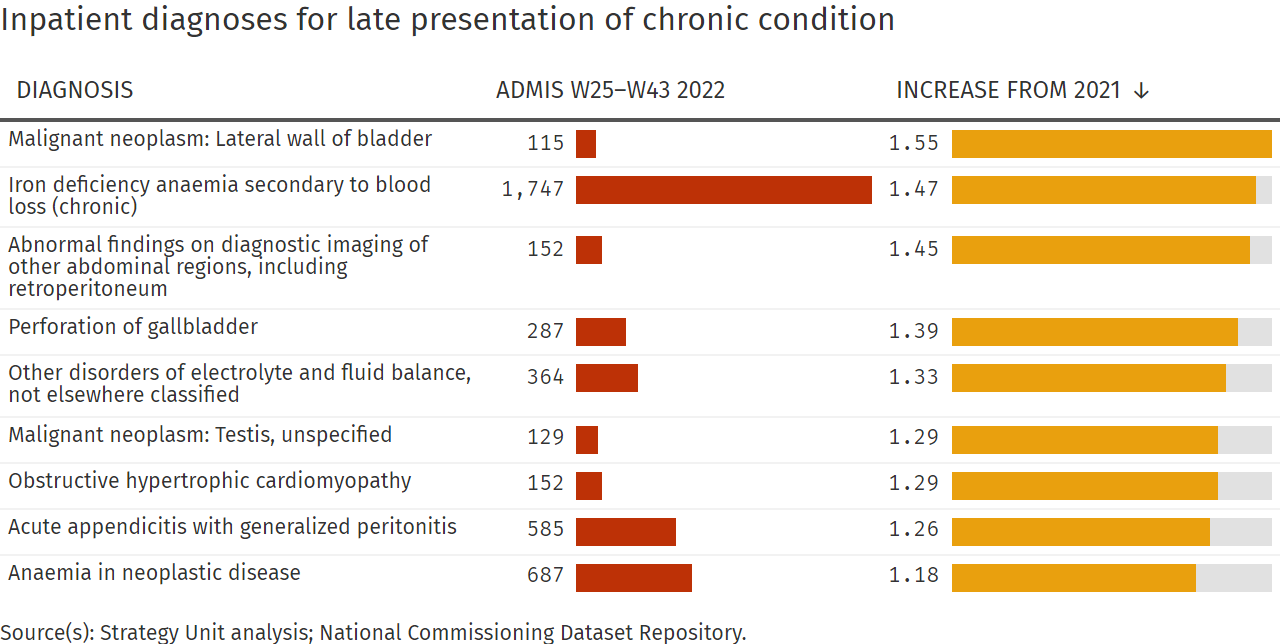 Inpatient diagnoses for late presentation of chronic condition
DIAGNOSIS ADMIS W25–W43 2022 INCREASE FROM 2021 ↓
Malignant neoplasm: Lateral wall of bladder 115 1.55
Iron deficiency anaemia secondary to blood 1,747 1.47
loss (chronic)
Abnormal findings on diagnostic imaging of 152 1.45
other abdominal regions, including
retroperitoneum
Perforation of gallbladder 287 1.39
Other disorders of electrolyte and fluid balance, 364 1.33
not elsewhere classified
Malignant neoplasm: Testis, unspecified 129 1.29
Obstructive hypertrophic cardiomyopathy 152 1.29
Acute appendicitis with generalized peritonitis 585 1.26
Anaemia in neoplastic disease 687 1.18
Source(s): Strategy Unit analysis; National Commissioning Dataset Repository.